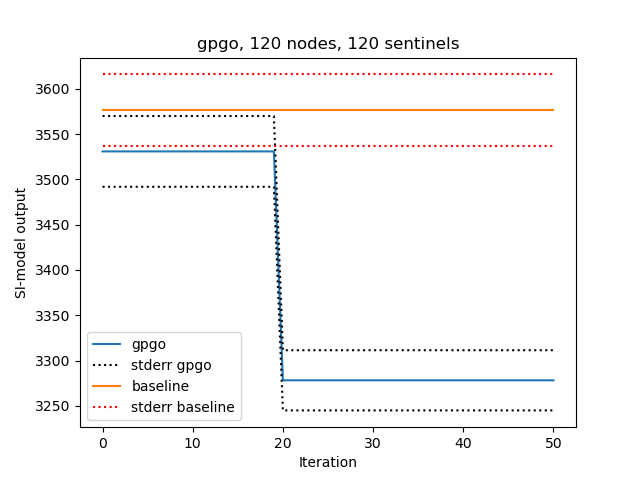 gpgo, 120 nodes, 120 sentinels
3600
3550
3500
3450
3400
3350
3300
3250
SI-model output
gpgo
stderr gpgo
baseline
stderr baseline
0 10 20 30 40 50
Iteration